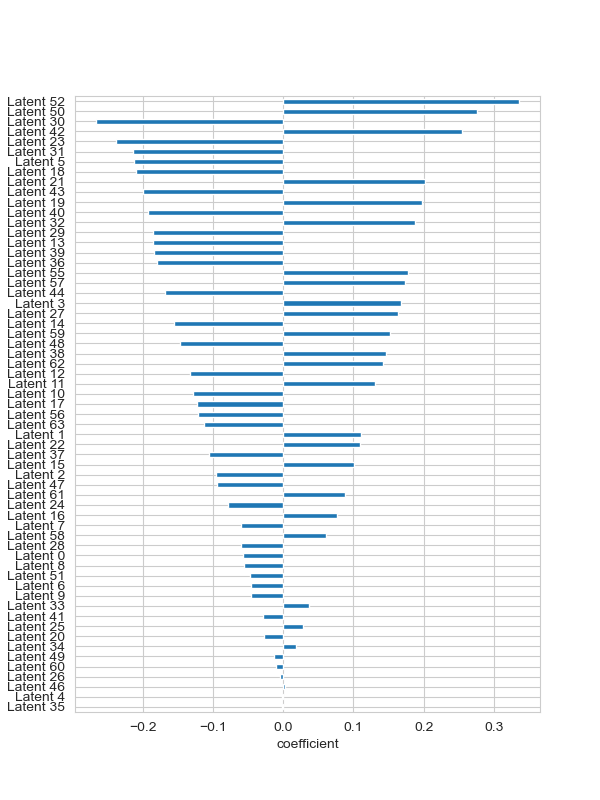 Latent 52
Latent 50
Latent 30
Latent 42
Latent 23
Latent 31
Latent 5
Latent 18
Latent 21
Latent 43
Latent 19
Latent 40
Latent 32
Latent 29
Latent 13
Latent 39
Latent 36
Latent 55
Latent 57
Latent 44
Latent 3
Latent 27
Latent 14
Latent 59
Latent 48
Latent 38
Latent 62
Latent 12
Latent 11
Latent 10
Latent 17
Latent 56
Latent 63
Latent 1
Latent 22
Latent 37
Latent 15
Latent 2
Latent 47
Latent 61
Latent 24
Latent 16
Latent 7
Latent 58
Latent 28
Latent 0
Latent 8
Latent 51
Latent 6
Latent 9
Latent 33
Latent 41
Latent 25
Latent 20
Latent 34
Latent 49
Latent 60
Latent 26
Latent 46
Latent 4
Latent 35
−0.2 −0.1 0.0 0.1 0.2 0.3
coefficient